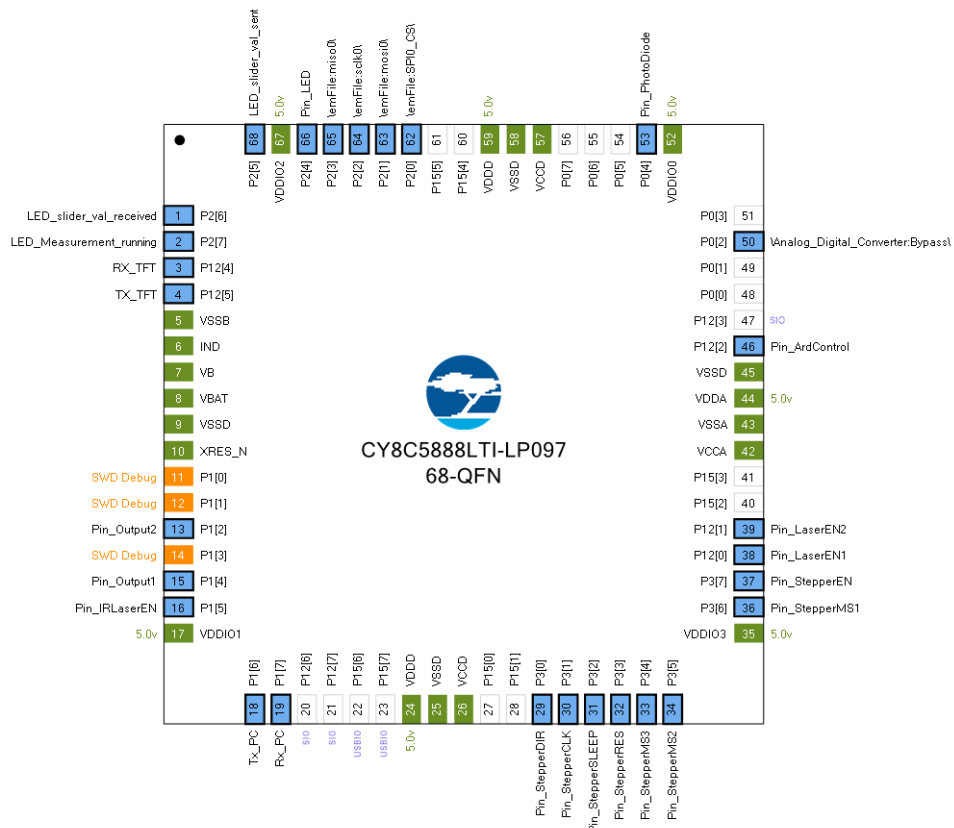 LED_slider_val_sent
5.0v
Pin_LED
\emFile:miso0\
\emFile:sclk0\
\emFile:mosi0\
\emFile:SPI0_CS\
5.0v
Pin_PhotoDiode
5.0v
68 67 66 65 64 63 62 61 60 59 58 57 56 55 54 53 52
P2[5] VDDIO2 P2[4] P2[3] P2[2] P2[1] P2[0] P15[5] P15[4] VDDD VSSD VCCD P0[7] P0[6] P0[5] P0[4] VDDIO0
LED_slider_val_received 1 P2[6]
LED_Measurement_running 2 P2[7]
RX_TFT 3 P12[4]
TX_TFT 4 P12[5]
5 VSSB
6 IND
7 VB
8 VBAT
9 VSSD
10 XRES_N
SWD Debug 11 P1[0]
SWD Debug 12 P1[1]
Pin_Output2 13 P1[2]
SWD Debug 14 P1[3]
Pin_Output1 15 P1[4]
Pin_IRLaserEN 16 P1[5]
5.0v 17 VDDIO1
CY8C5888LTI-LP097
68-QFN
P0[3] 51
P0[2] 50 \Analog_Digital_Converter:Bypass\
P0[1] 49
P0[0] 48
P12[3] 47 SIO
P12[2] 46 Pin_ArdControl
VSSD 45
VDDA 44 5.0v
VSSA 43
VCCA 42
P15[3] 41
P15[2] 40
P12[1] 39 Pin_LaserEN2
P12[0] 38 Pin_LaserEN1
P3[7] 37 Pin_StepperEN
P3[6] 36 Pin_StepperMS1
VDDIO3 35 5.0v
P1[6] P1[7] P12[6] P12[7] P15[6] P15[7] VDDD VSSD VCCD P15[0] P15[1] P3[0] P3[1] P3[2] P3[3] P3[4] P3[5]
18 19 20 21 22 23 24 25 26 27 28 29 30 31 32 33 34
Tx_PC
Rx_PC
SIO
SIO
USBIO
USBIO
5.0v
Pin_StepperDIR
Pin_StepperCLK
Pin_StepperSLEEP
Pin_StepperRES
Pin_StepperMS3
Pin_StepperMS2